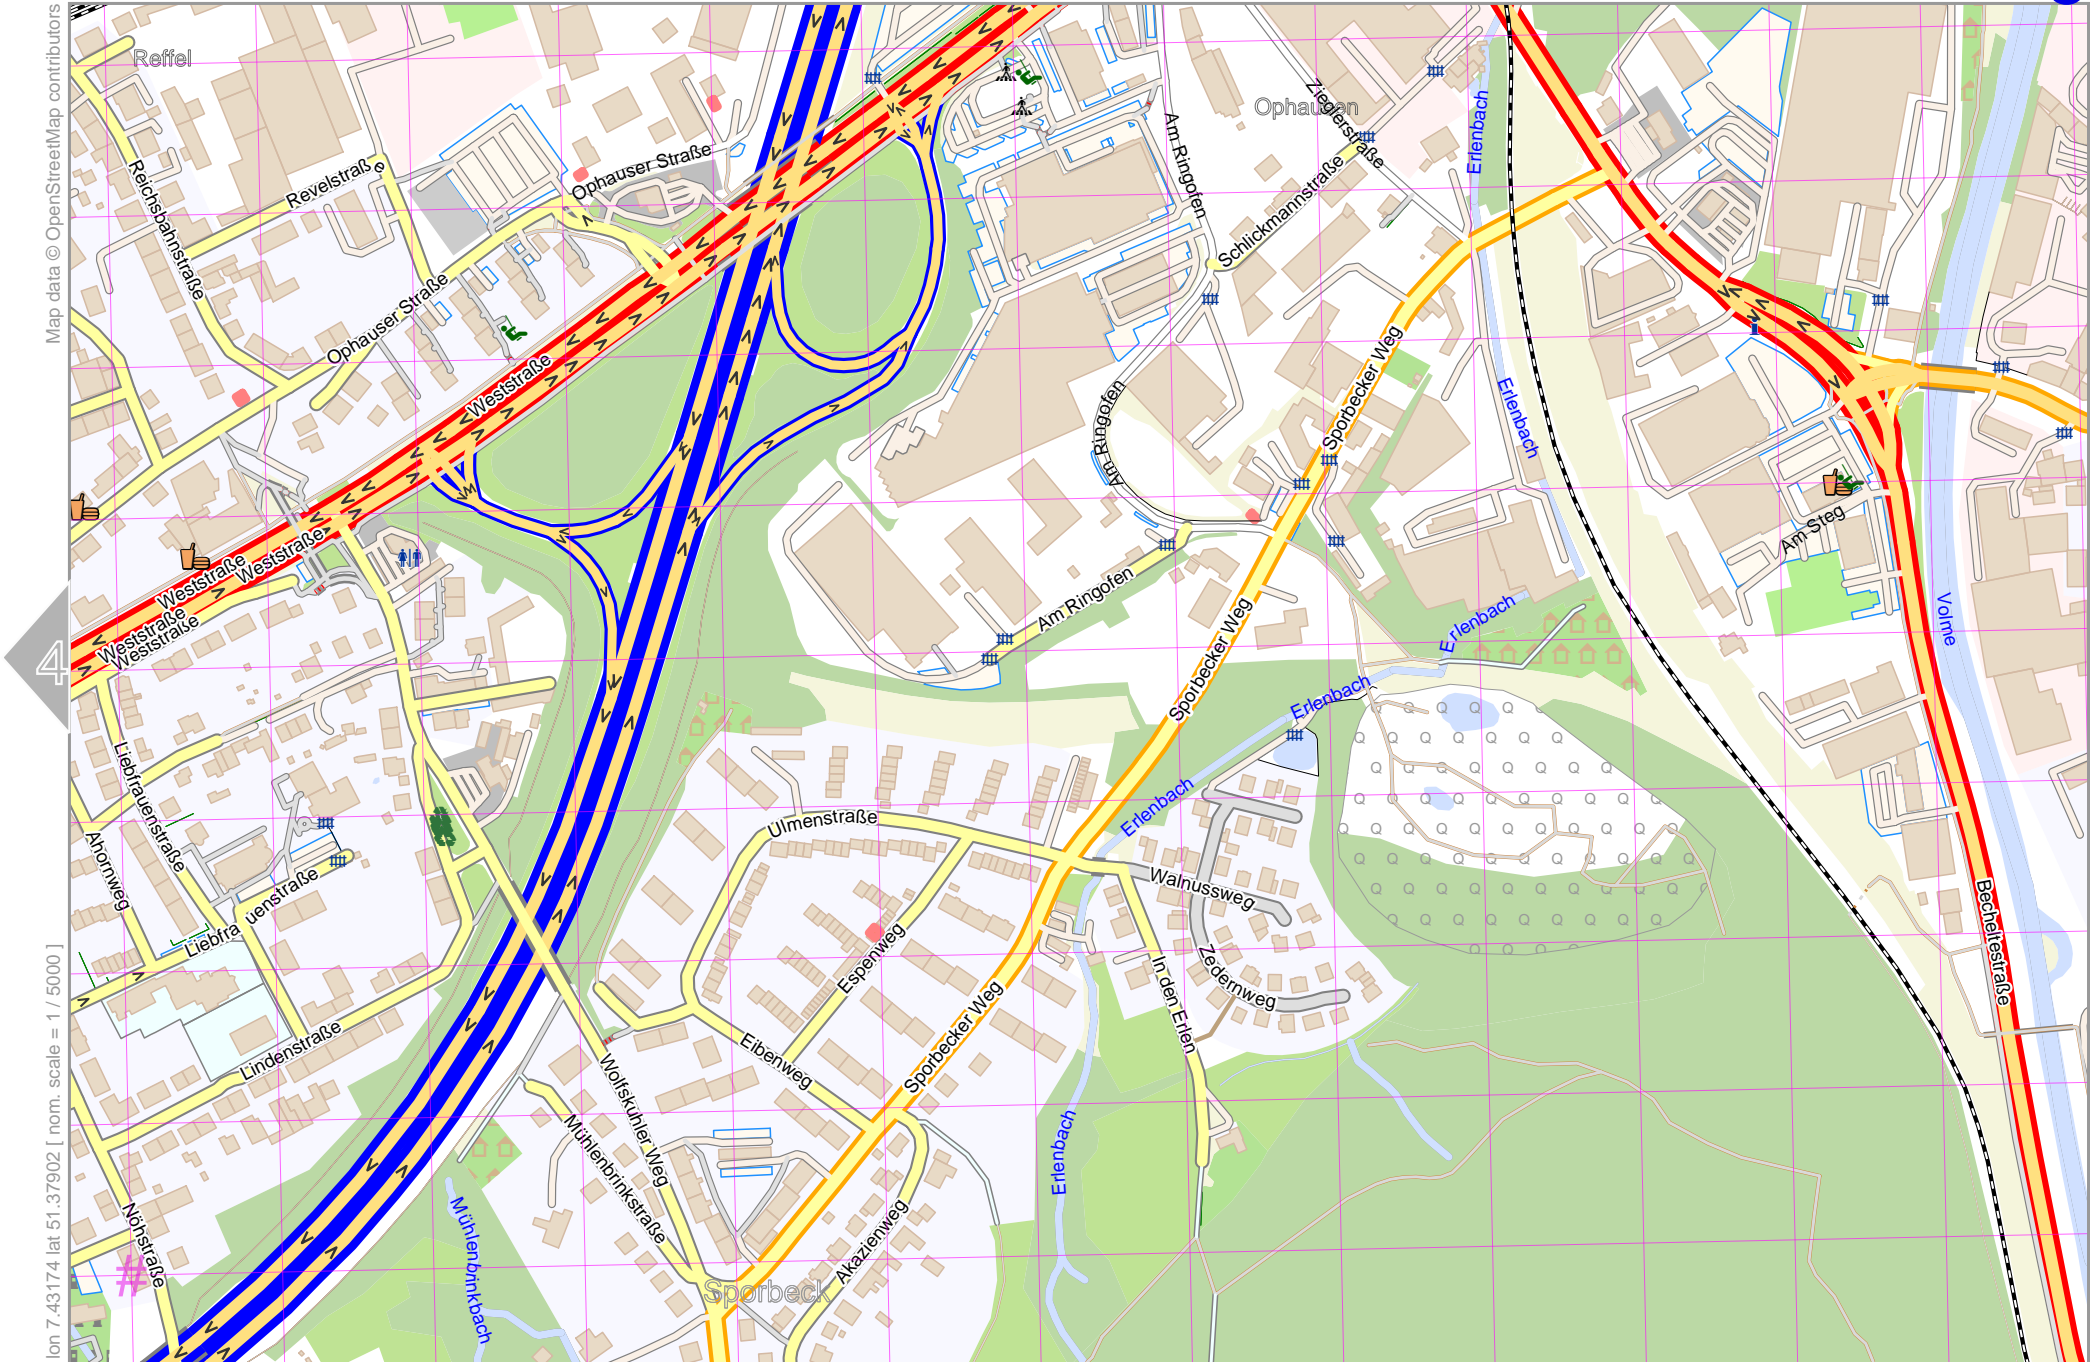 Map data © OpenStreetMap contributors
lon 7.43174 lat 51.37902 [ nom. scale = 1 / 5000 ]
4
Reffel
Ophausen
Ziegler­straße
Erlenbach
Am Ringofen
Ophauser Straße
Revelstraße
Reichsbahnstraße
Schlickmannstraße
Ophauser Straße
Weststraße
Sporbecker Weg
Am Ringofen
Erlenbach
Am Steg
Weststraße
Weststraße
Weststraße
Weststraße
Am Ringofen
Erlenbach
Volme
Sporbecker Weg
Erlenbach
Liebfrauenstraße
Erlenbach
Ulmenstraße
Ahornweg
Walnussweg
Liebfrauenstraße
Becheltestraße
Espenweg
Zedernweg
In den Erlen
Sporbecker Weg
Lindenstraße
Eibenweg
Wolfskuhler Weg
Mühlenbrinkstraße
Erlenbach
Nöhstraße
Mühlenbrinkbach
Akazienweg
#
Sporbeck